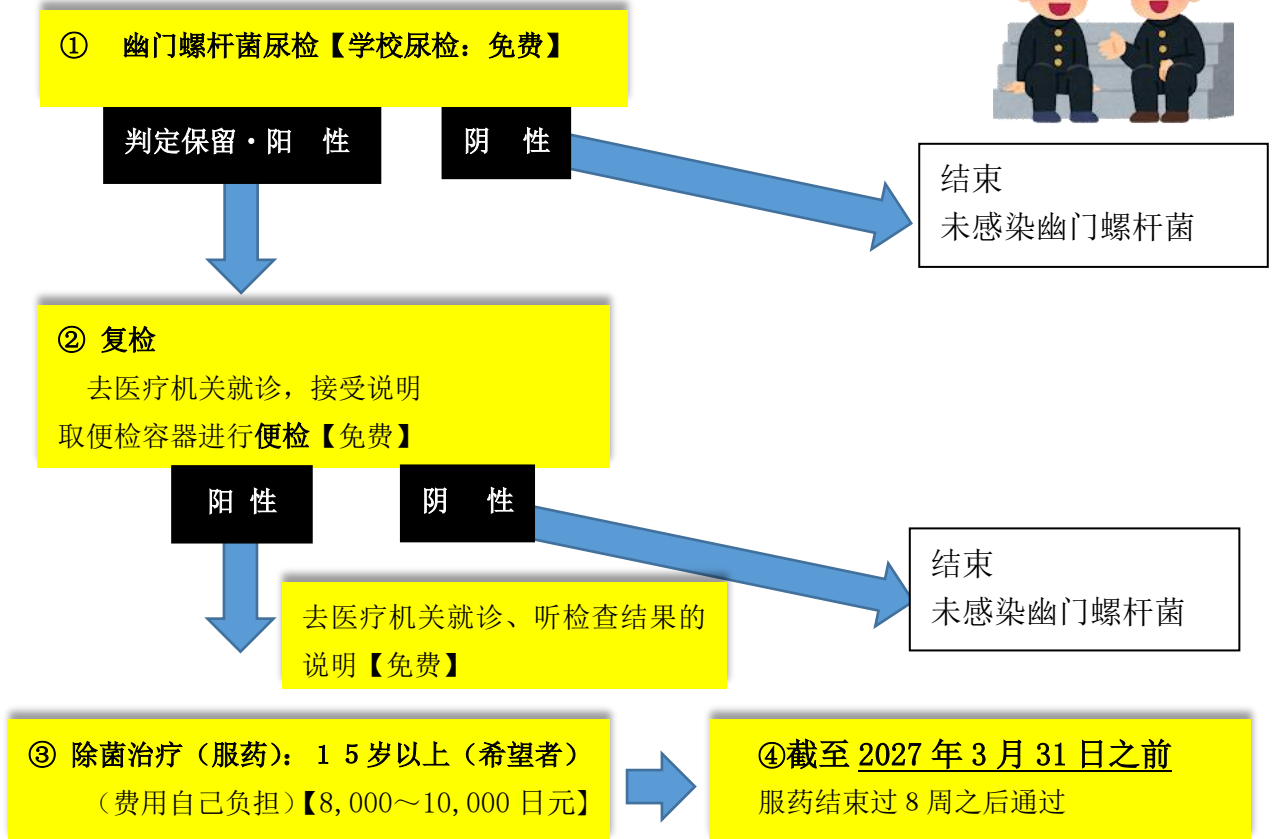 ① 幽门螺杆菌尿检【学校尿检：免费】
判定保留・阳 性
阴 性
结束
未感染幽门螺杆菌
② 复检
去医疗机关就诊，接受说明
取便检容器进行便检【免费】
阳 性
阴 性
结束
未感染幽门螺杆菌
去医疗机关就诊、听检查结果的
说明【免费】
③ 除菌治疗（服药）：１５岁以上（希望者）
（费用自己负担）【8,000～10,000 日元】
④截至 2027 年 3 月 31 日之前
服药结束过 8 周之后通过